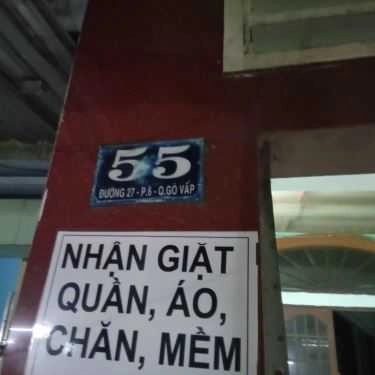 55
ĐƯỜNG 27 - P.6 - Q.GÒ VẤP
NHẬN GIẶT
QUẦN, ÁO,
CHĂN, MỀM